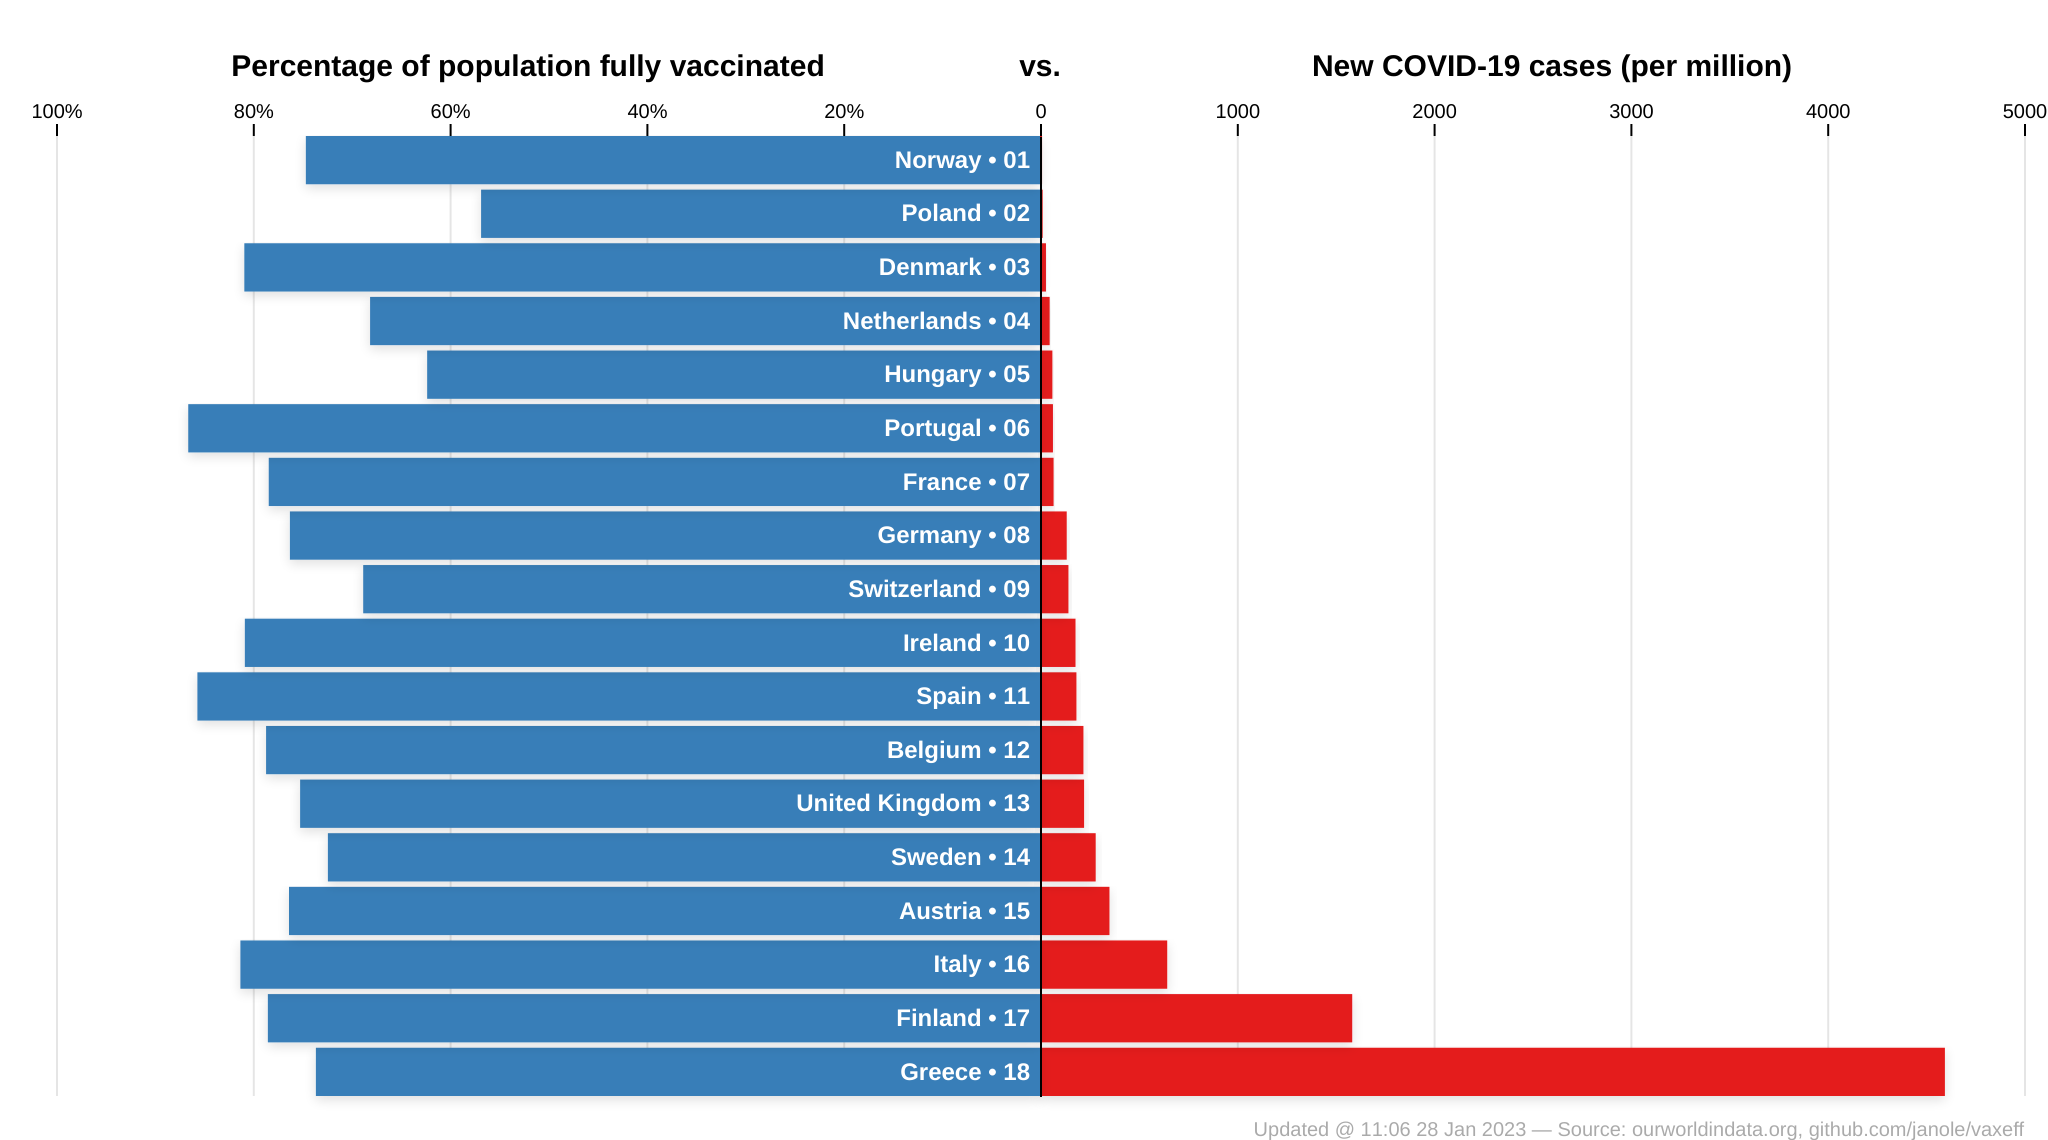 Percentage of population fully vaccinated vs. New COVID-19 cases (per million)
100% 80% 60% 40% 20% 0 1000 2000 3000 4000 5000
Norway • 01
Poland • 02
Denmark • 03
Netherlands • 04
Hungary • 05
Portugal • 06
France • 07
Germany • 08
Switzerland • 09
Ireland • 10
Spain • 11
Belgium • 12
United Kingdom • 13
Sweden • 14
Austria • 15
Italy • 16
Finland • 17
Greece • 18
Updated @ 11:06 28 Jan 2023 — Source: ourworldindata.org, github.com/janole/vaxeff